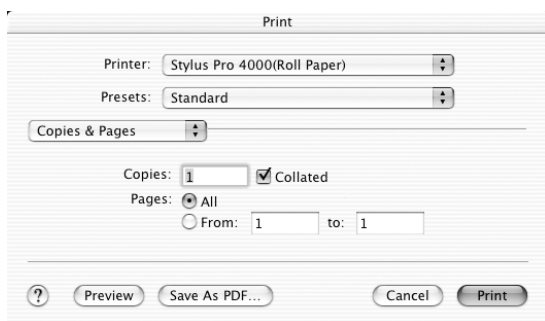 Print
Printer: Stylus Pro 4000(Roll Paper)
Presets: Standard
Copies & Pages
Copies: 1 Collated
Pages: All
From: 1 to: 1
? Preview Save As PDF... Cancel Print